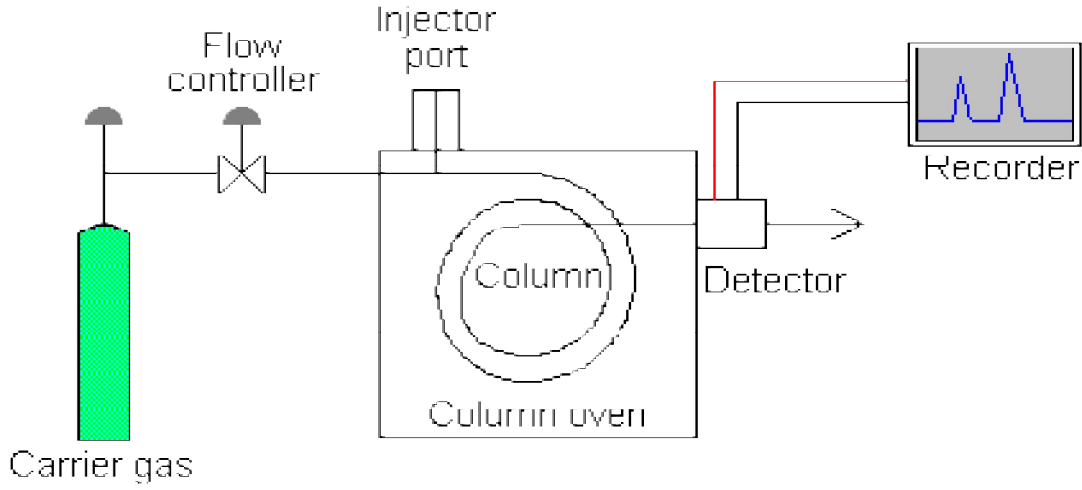 Injector
port
Flow
controller
Recorder
Column
Detector
Column oven
Carrier gas